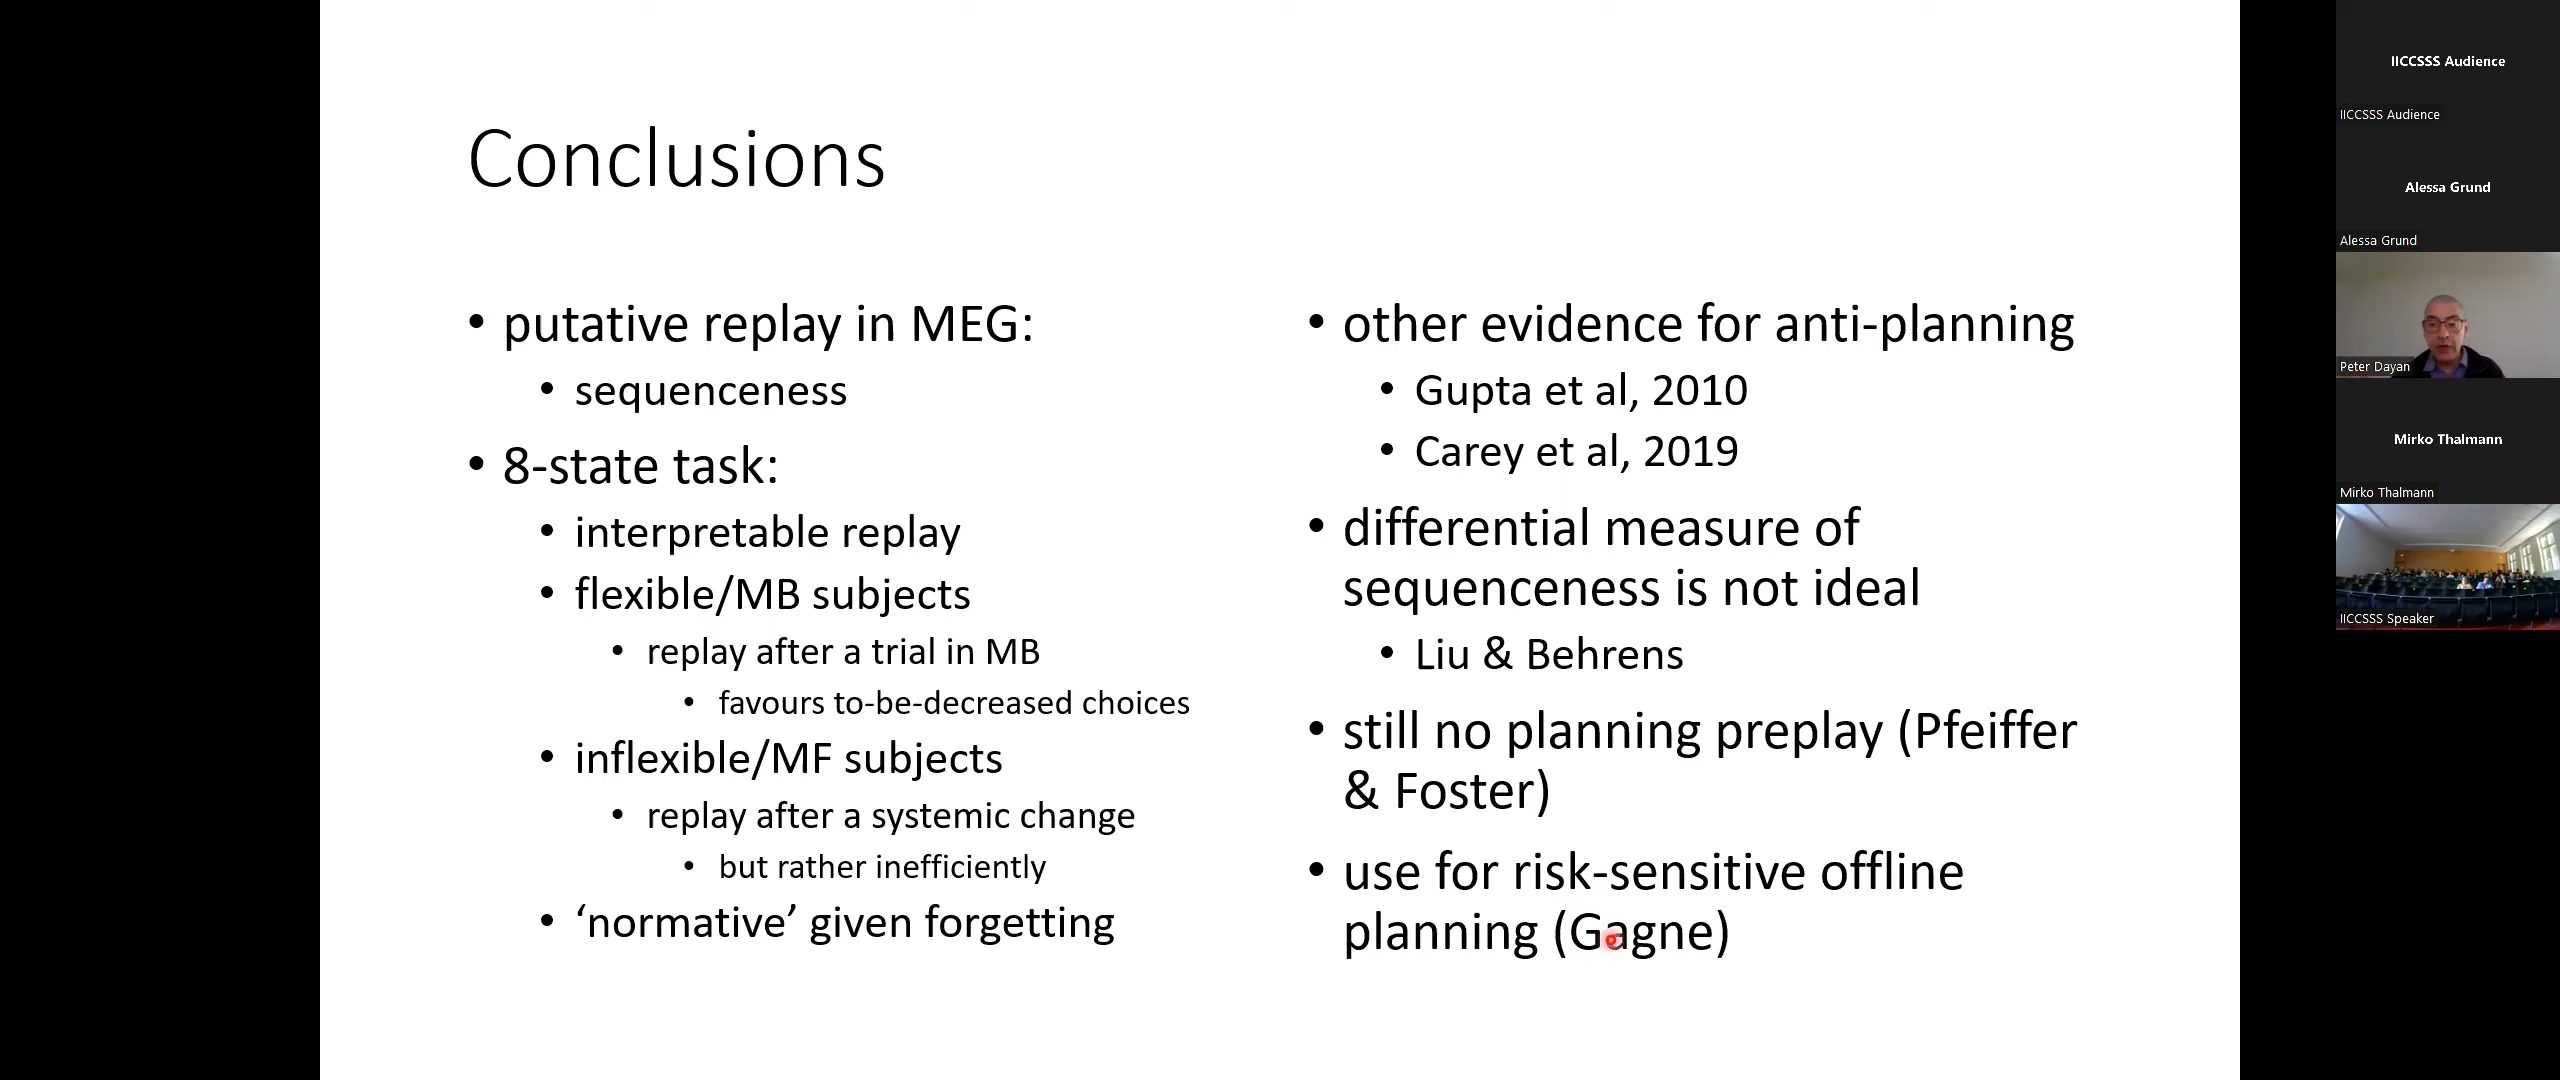 Conclusions
• putative replay in MEG:
• sequenceness
• 8-state task:
• interpretable replay
• flexible/MB subjects
• replay after a trial in MB
• favours to-be-decreased choices
• inflexible/MF subjects
• replay after a systemic change
• but rather inefficiently
• ‘normative’ given forgetting
• other evidence for anti-planning
• Gupta et al, 2010
• Carey et al, 2019
• differential measure of
sequenceness is not ideal
• Liu & Behrens
• still no planning preplay (Pfeiffer
& Foster)
• use for risk-sensitive offline
planning (Gagne)
IICCSSS Audience
IICCSSS Audience
Alessa Grund
Alessa Grund
Peter Dayan
Mirko Thalmann
Mirko Thalmann
IICCSSS Speaker